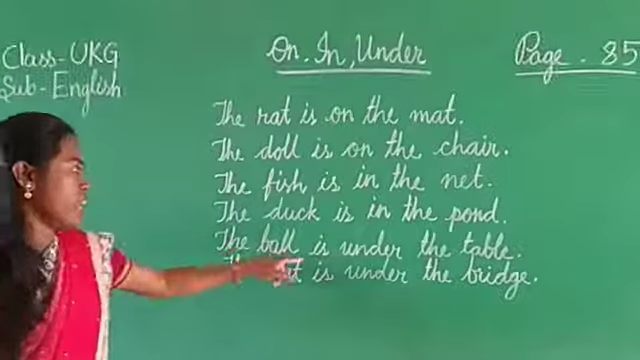 Class-UKG
Sub-English
On. In, Under
Page - 85
The rat is on the mat.
The doll is on the chair.
The fish is in the net.
The duck is in the pond.
The ball is under the table.
is under the bridge.